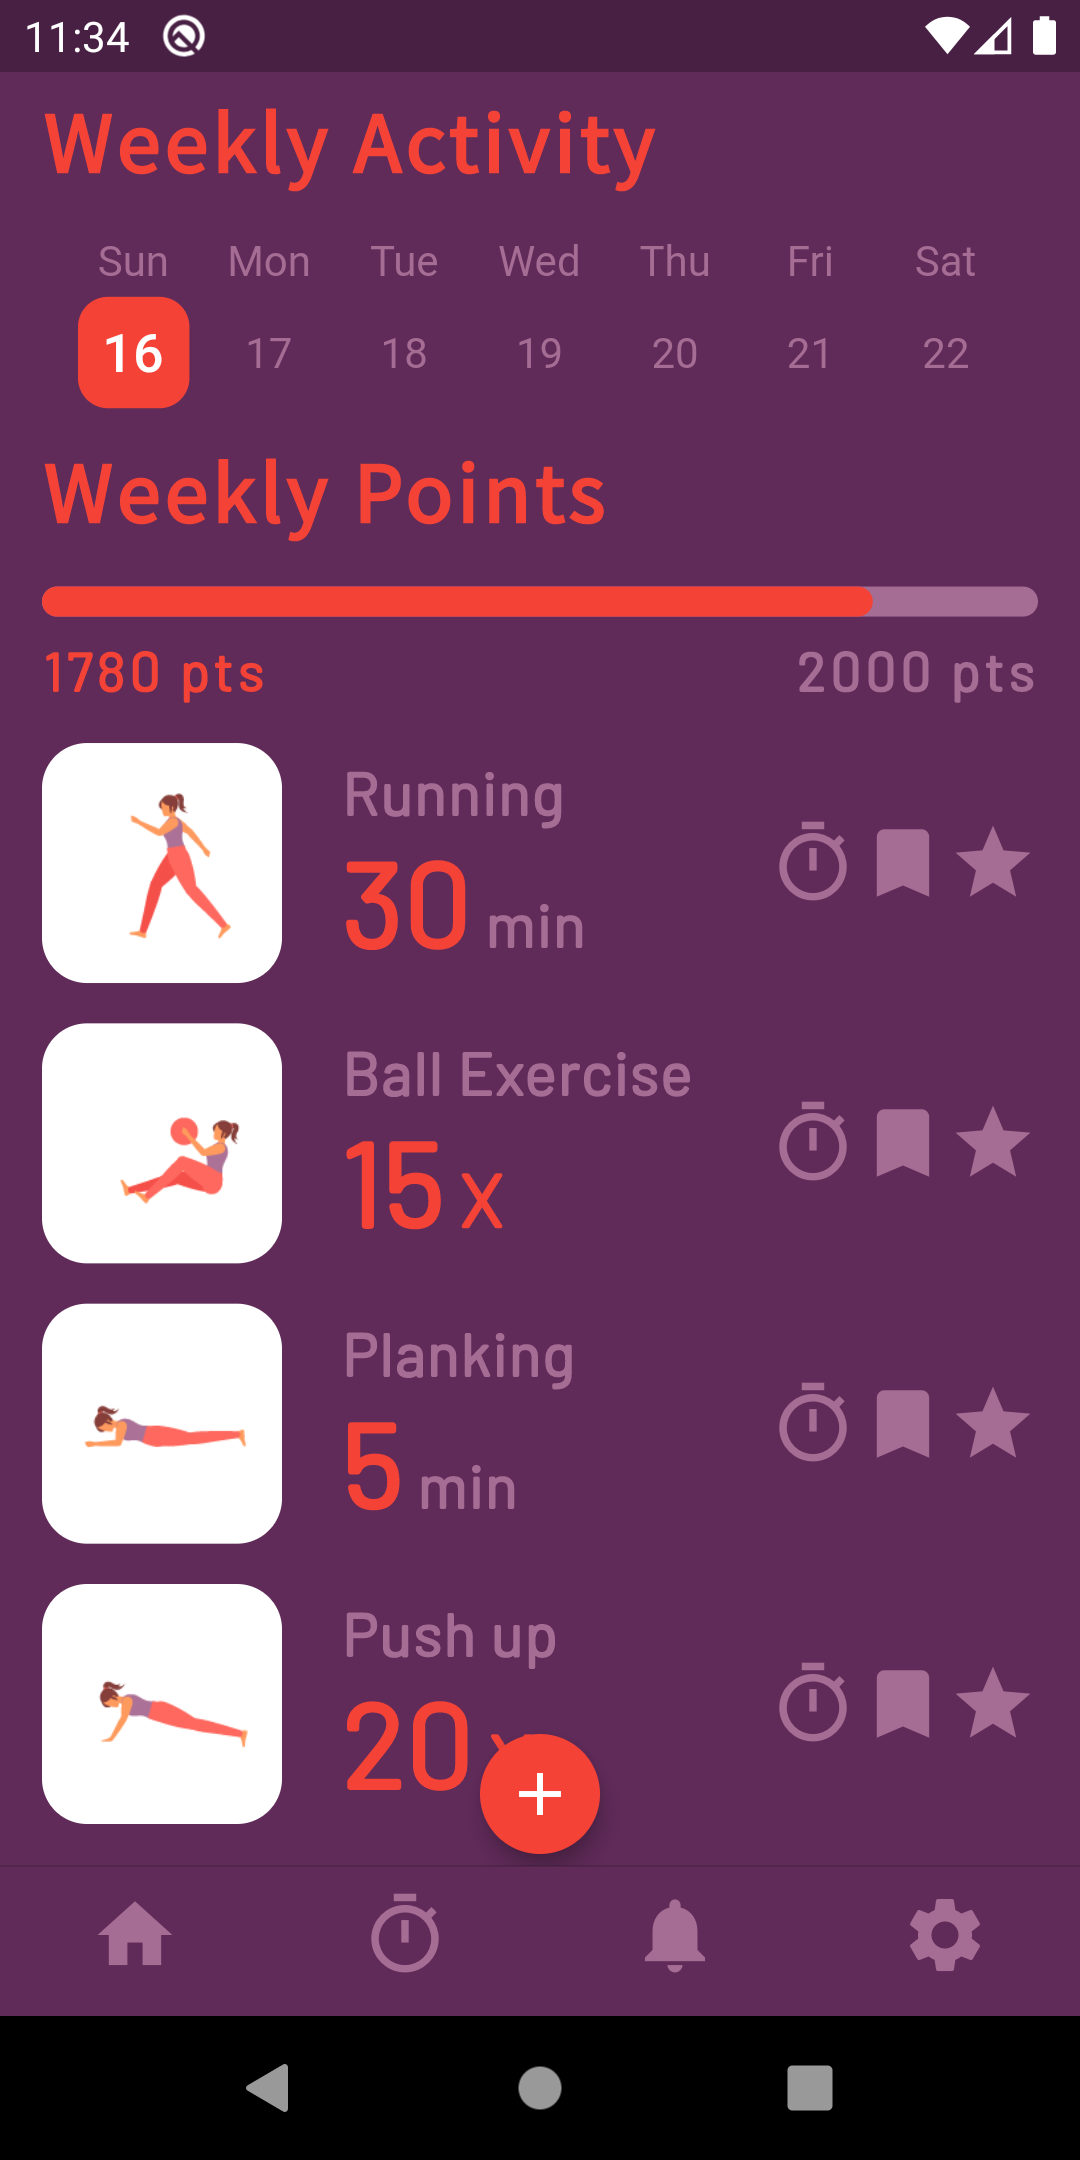 11:34
Weekly Activity
Sun Mon Tue Wed Thu Fri Sat
16 17 18 19 20 21 22
Weekly Points
1780 pts 2000 pts
Running
30 min
Ball Exercise
15 x
Planking
5 min
Push up
20